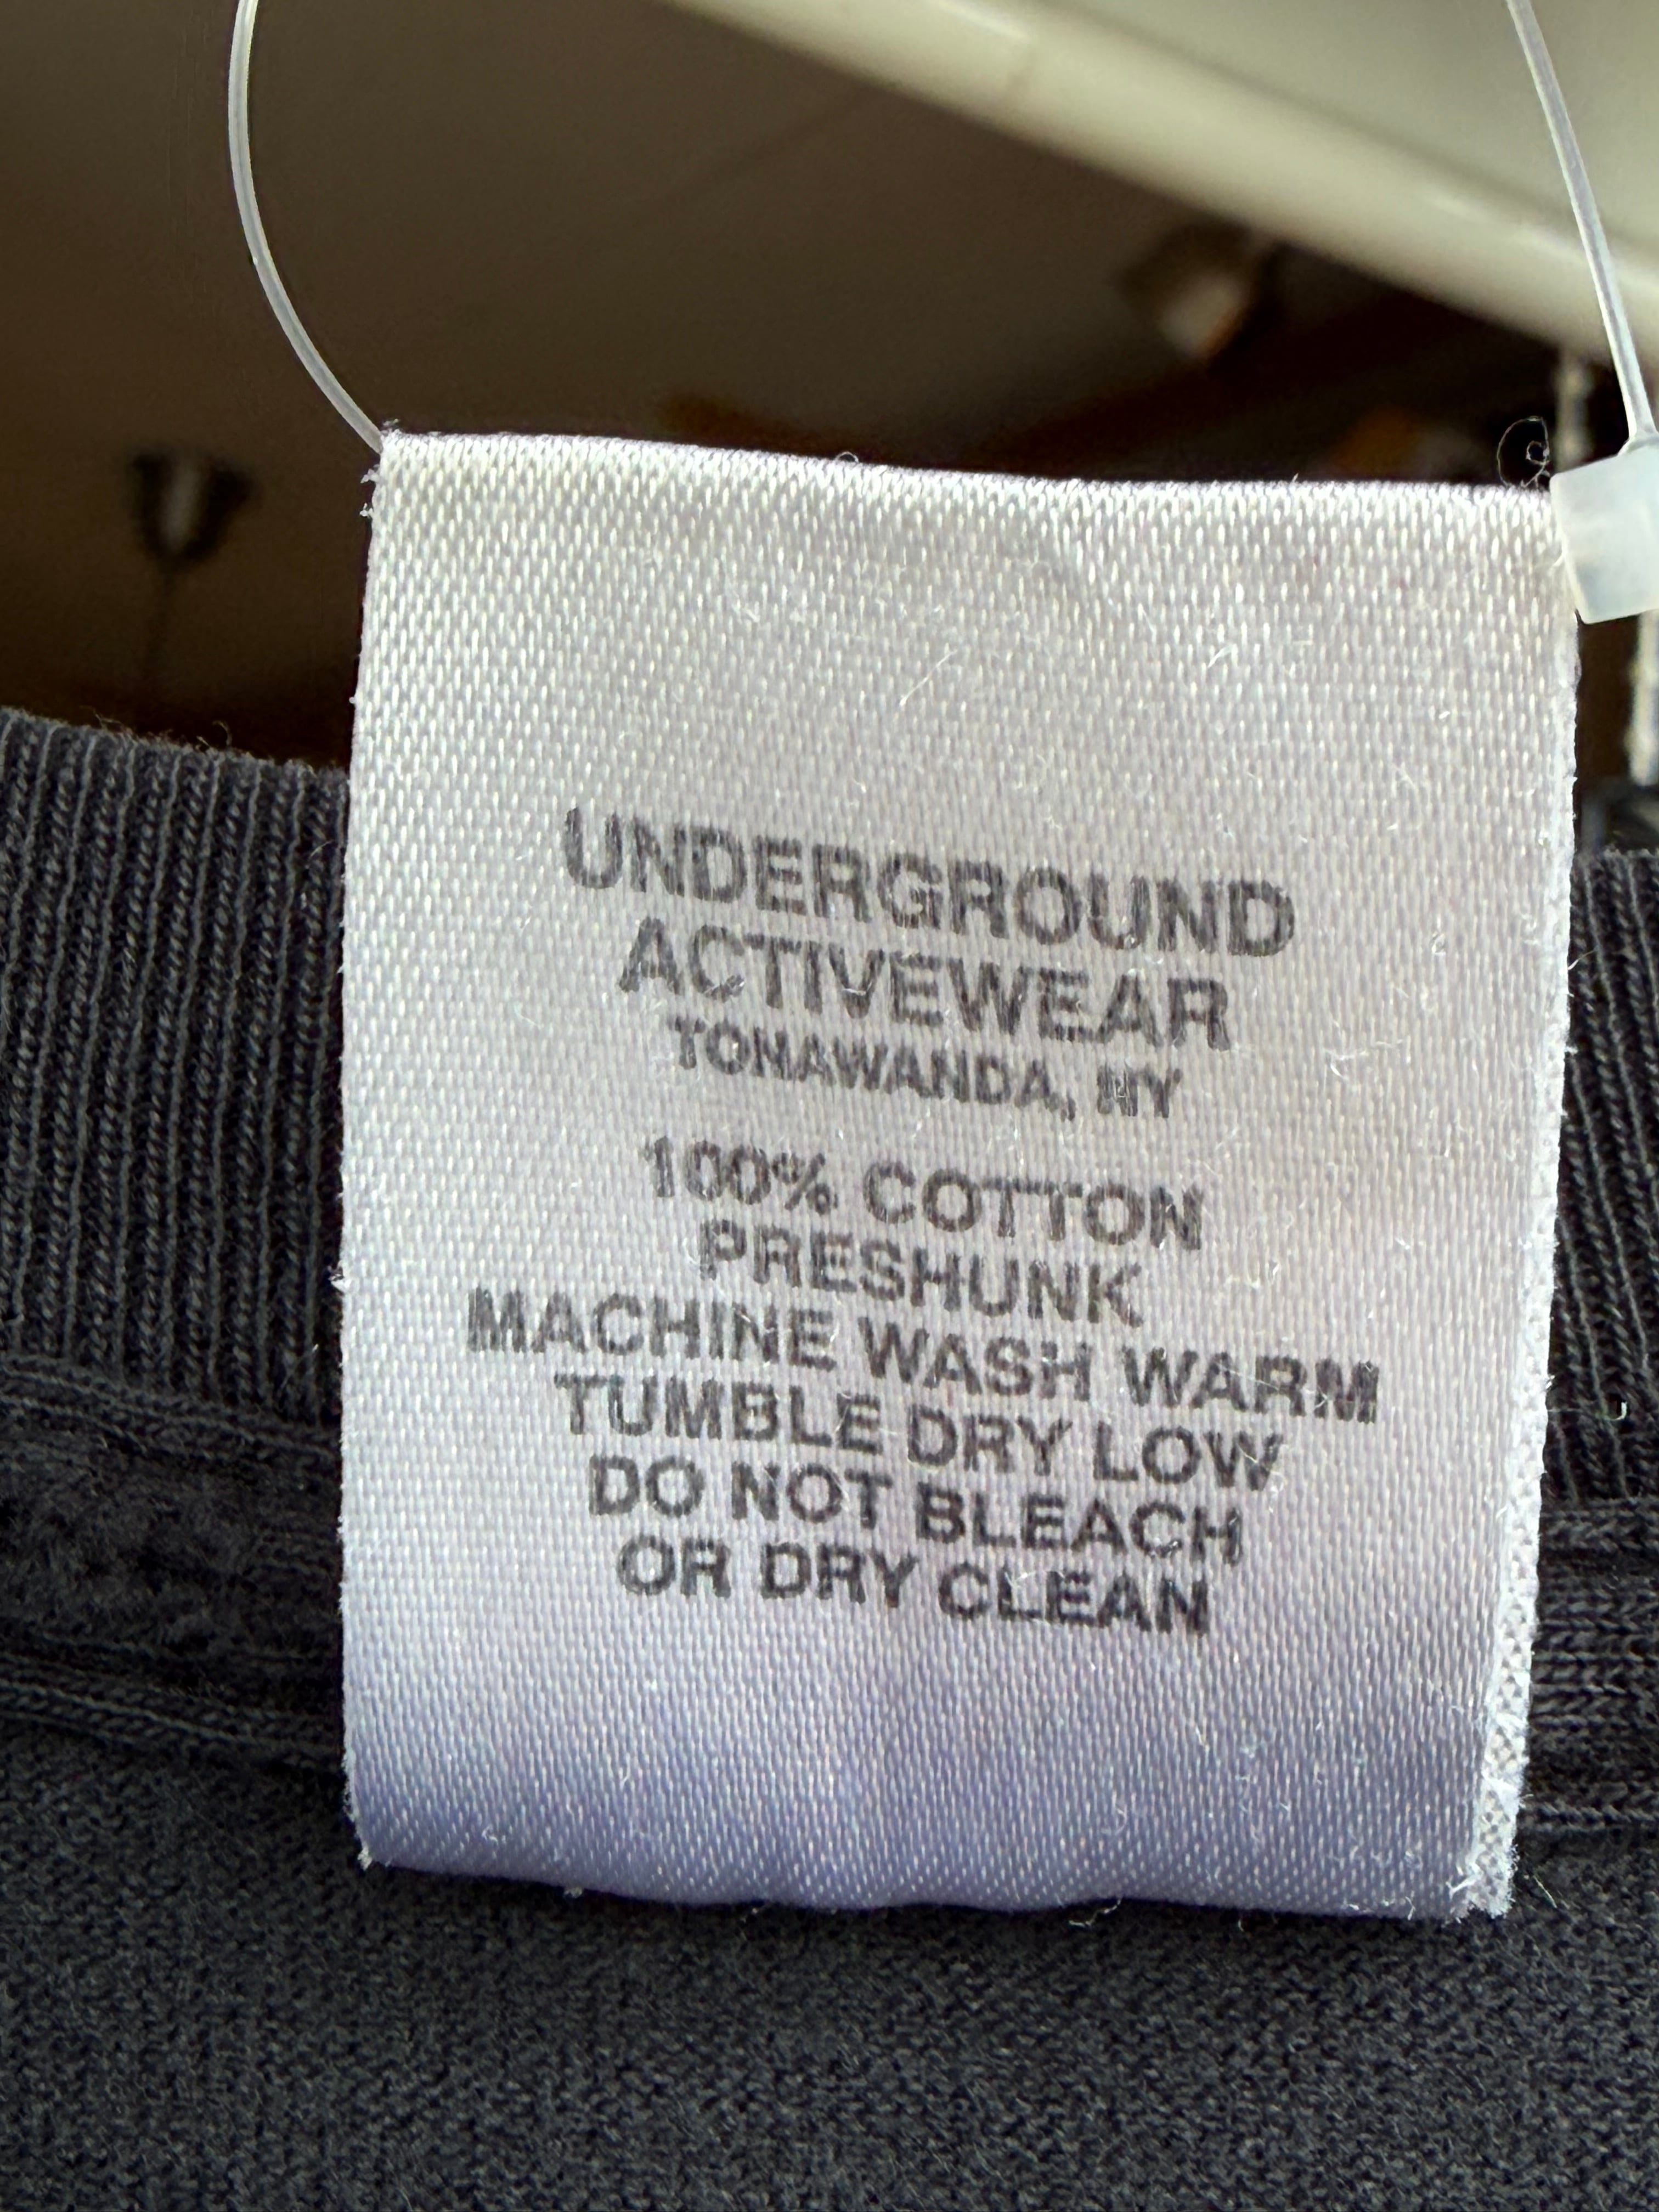 UNDERGROUND
ACTIVEWEAR
TONAWANDA, NY
100% COTTON
PRESHUNK
MACHINE WASH WARM
TUMBLE DRY LOW
DO NOT BLEACH
OR DRY CLEAN